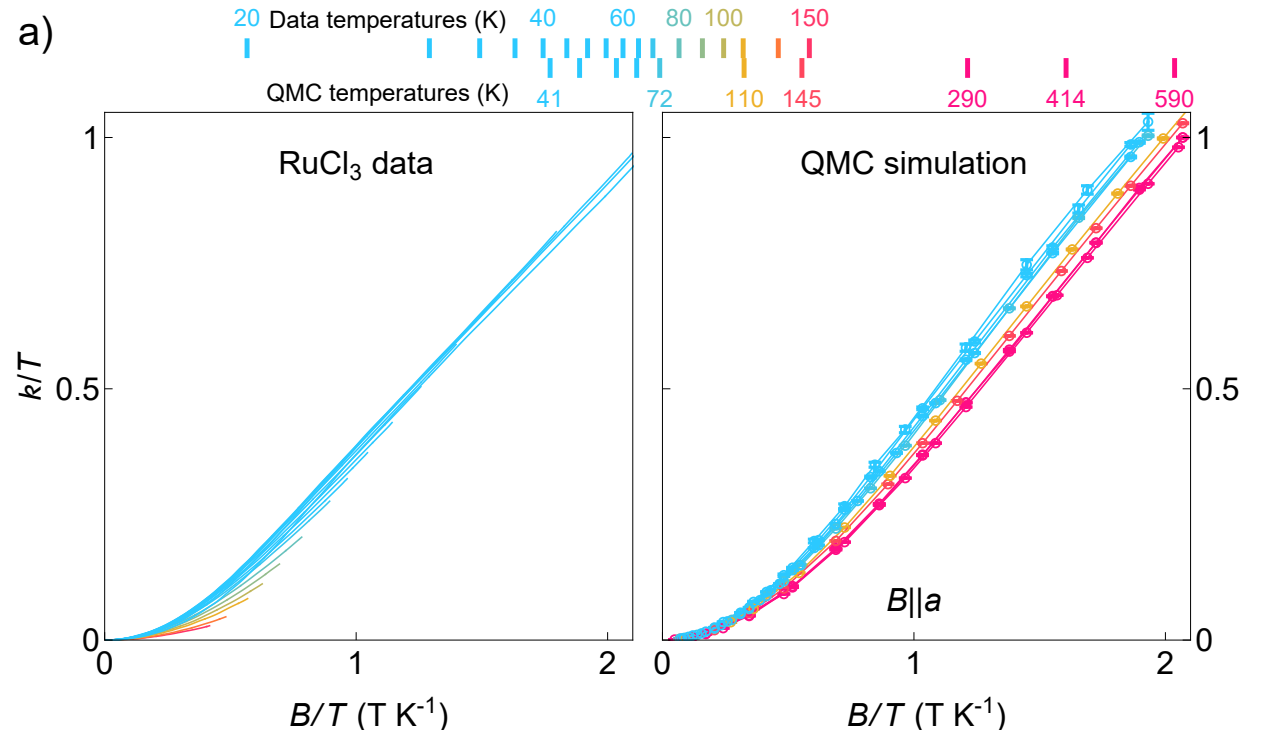 a)
20 Data temperatures (K) 40 60 80 100 150
QMC temperatures (K) 41 72 110 145 290 414 590
RuCl₃ data
QMC simulation
1
1
k/T
0.5
0.5
B||a
0
0
0 1 2
0 1 2
B/T (T K⁻¹)
B/T (T K⁻¹)